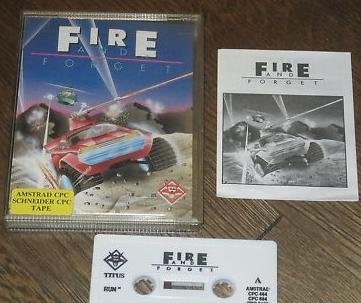 FIRE
AND
FORGET
AMSTRAD CPC
SCHNEIDER CPC
TAPE
FIRE
AND
FORGET
TITUS
RUN"
FIRE
AND
FORGET
A
AMSTRAD
CPC 464
CPC 664